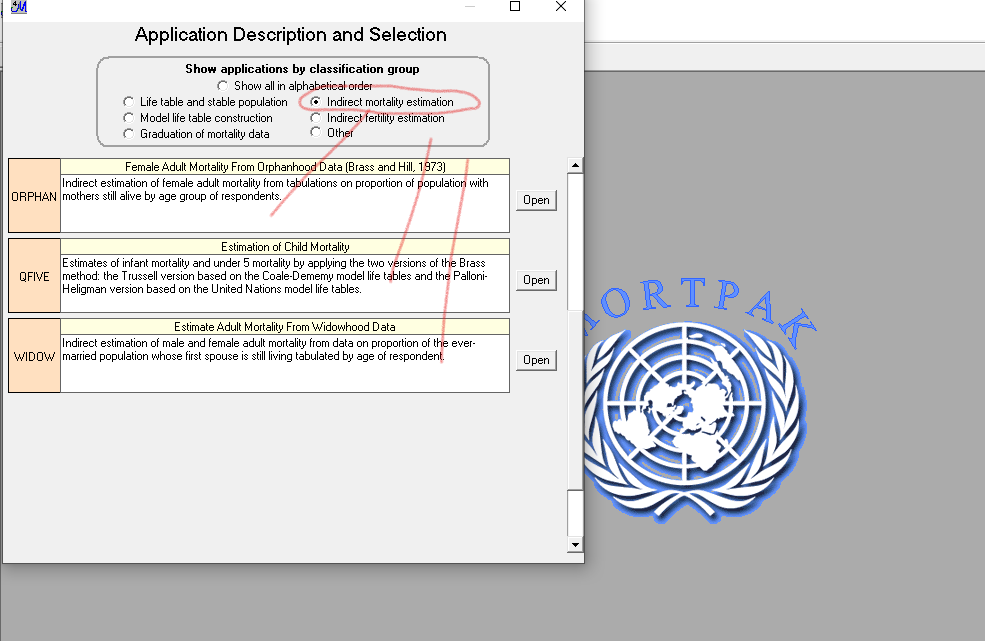 Application Description and Selection
Show applications by classification group
Show all in alphabetical order
Life table and stable population
Indirect mortality estimation
Model life table construction
Indirect fertility estimation
Graduation of mortality data
Other
Female Adult Mortality From Orphanhood Data (Brass and Hill, 1973)
ORPHAN
Indirect estimation of female adult mortality from tabulations on proportion of population with
mothers still alive by age group of respondents.
Open
Estimation of Child Mortality
QFIVE
Estimates of infant mortality and under 5 mortality by applying the two versions of the Brass
method: the Trussell version based on the Coale-Dememy model life tables and the Palloni-
Heligman version based on the United Nations model life tables.
Open
Estimate Adult Mortality From Widowhood Data
WIDOW
Indirect estimation of male and female adult mortality from data on proportion of the ever-
married population whose first spouse is still living tabulated by age of respondent.
Open
MORTPAK